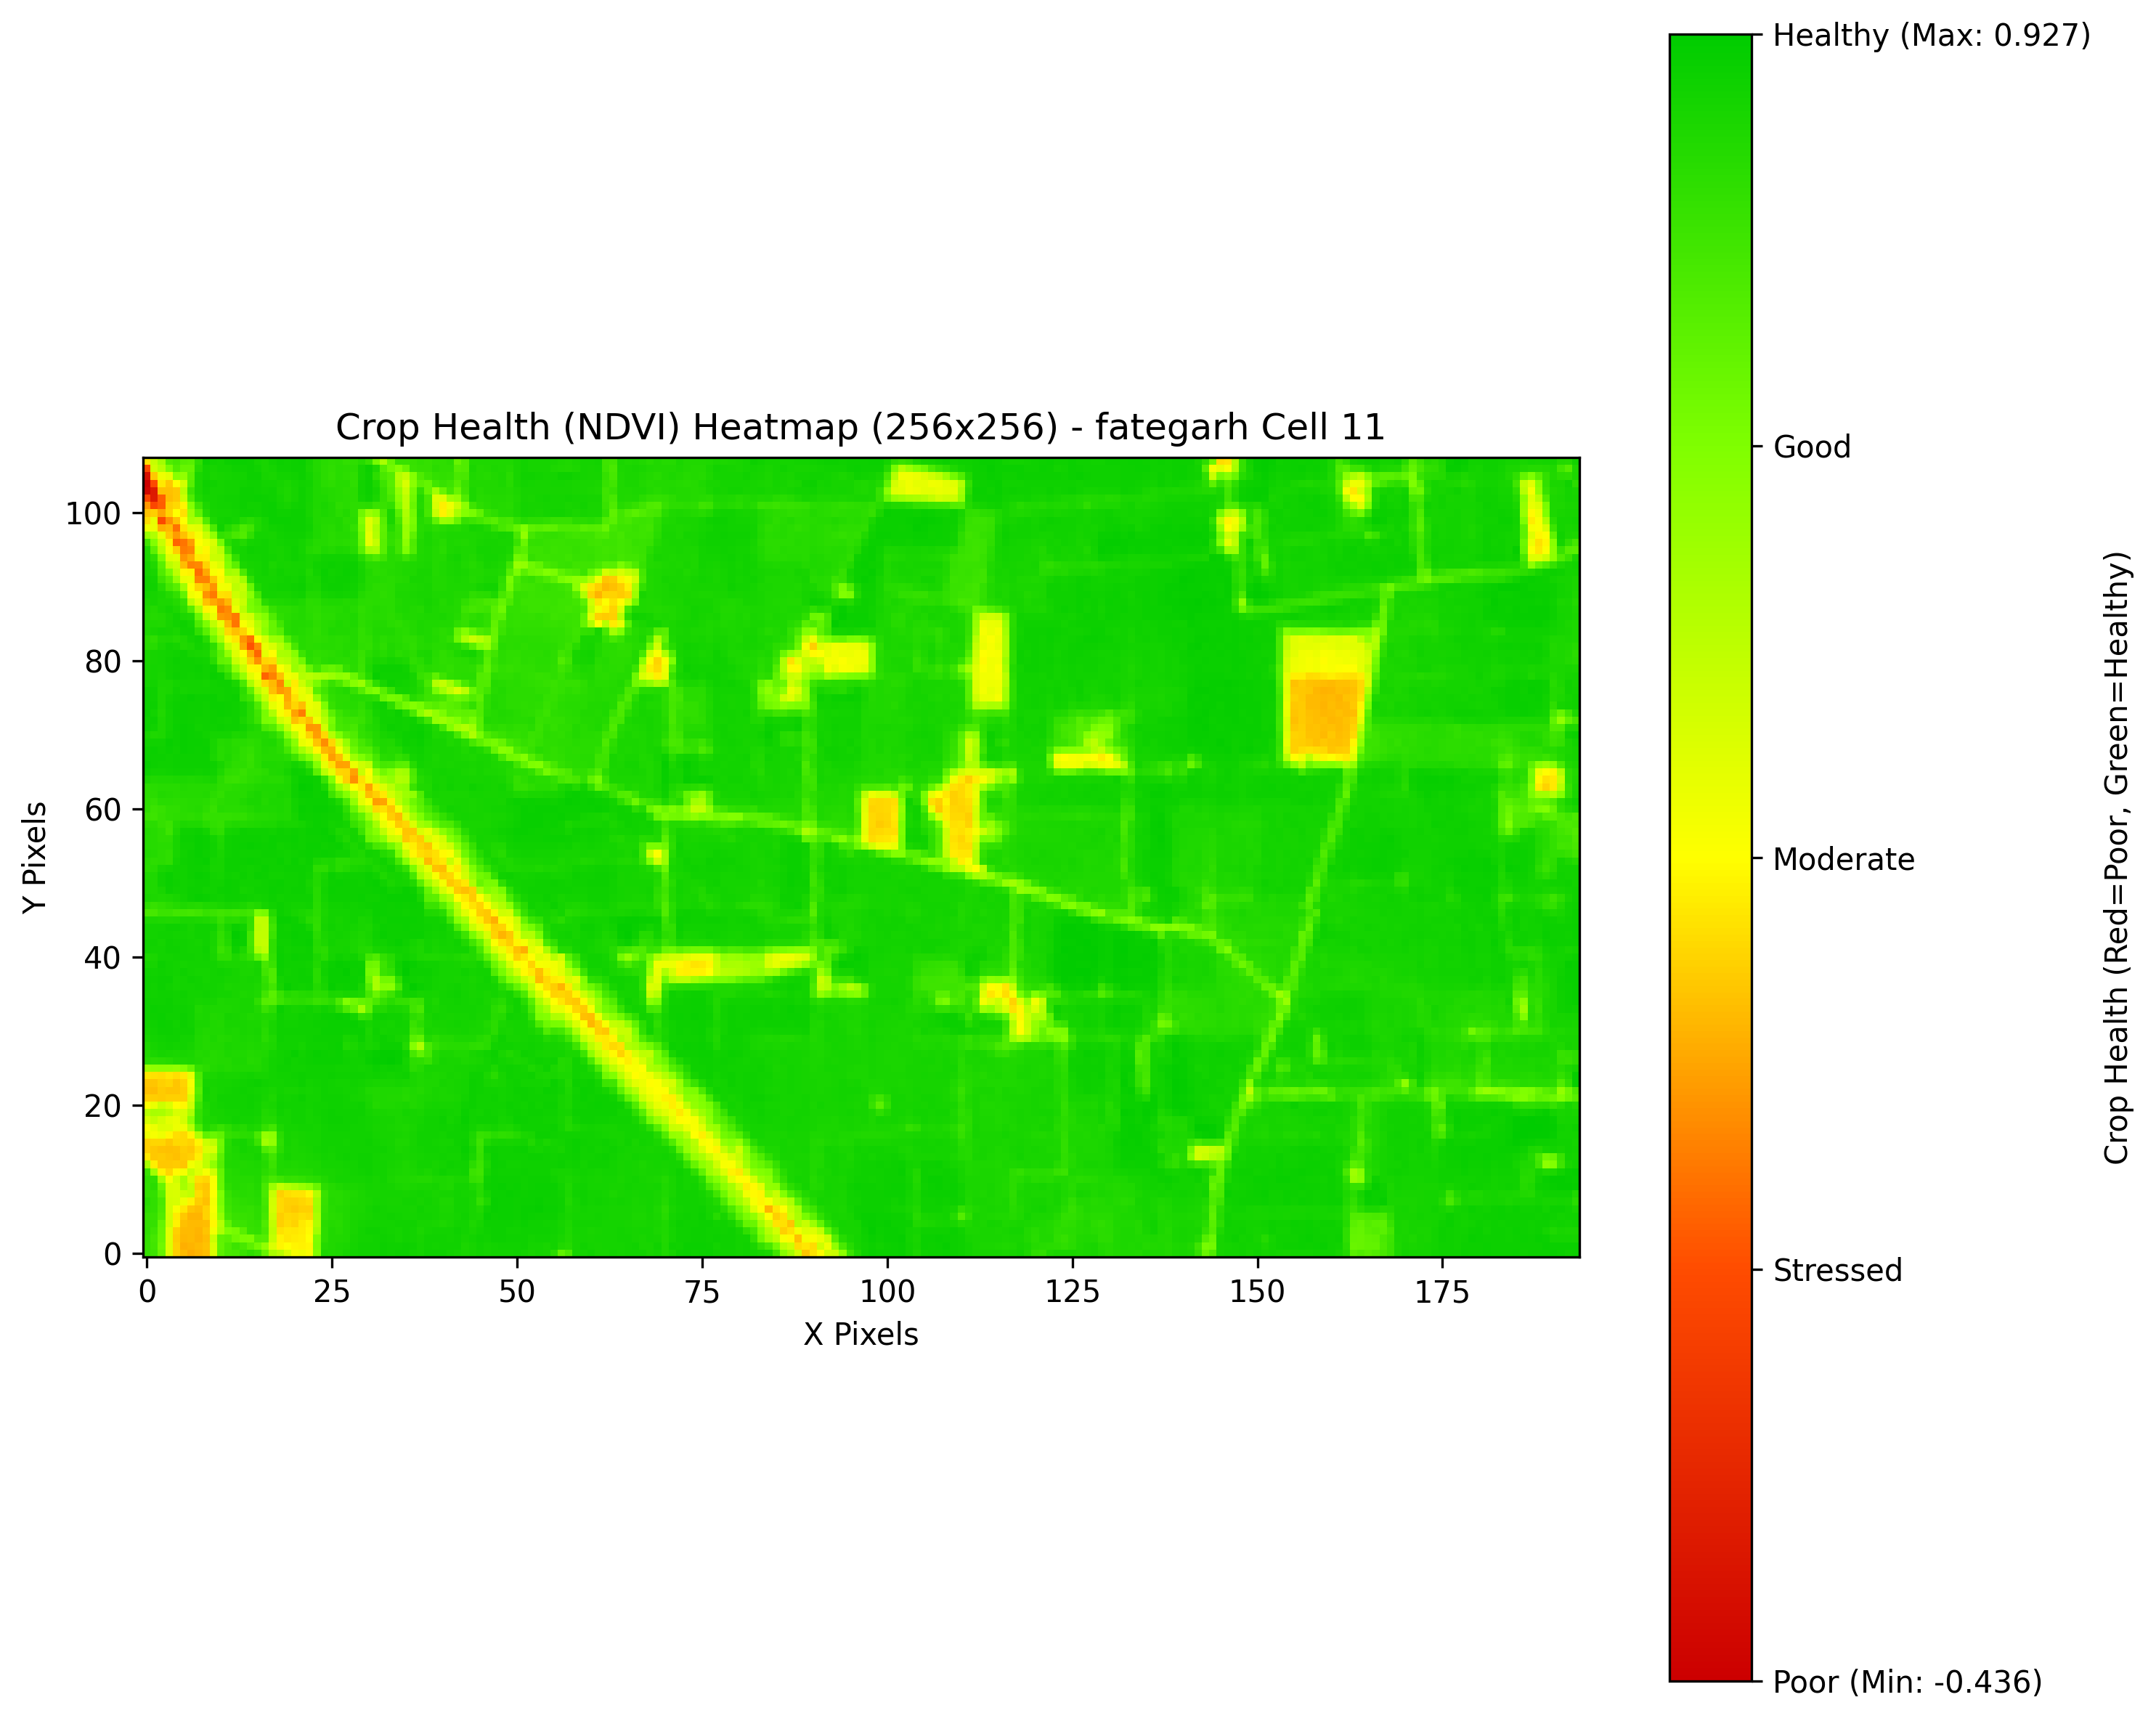 Crop Health (NDVI) Heatmap (256x256) - fategarh Cell 11
Y Pixels
100
80
60
40
20
0
0 25 50 75 100 125 150 175
X Pixels
Healthy (Max: 0.927)
Good
Moderate
Stressed
Poor (Min: -0.436)
Crop Health (Red=Poor, Green=Healthy)